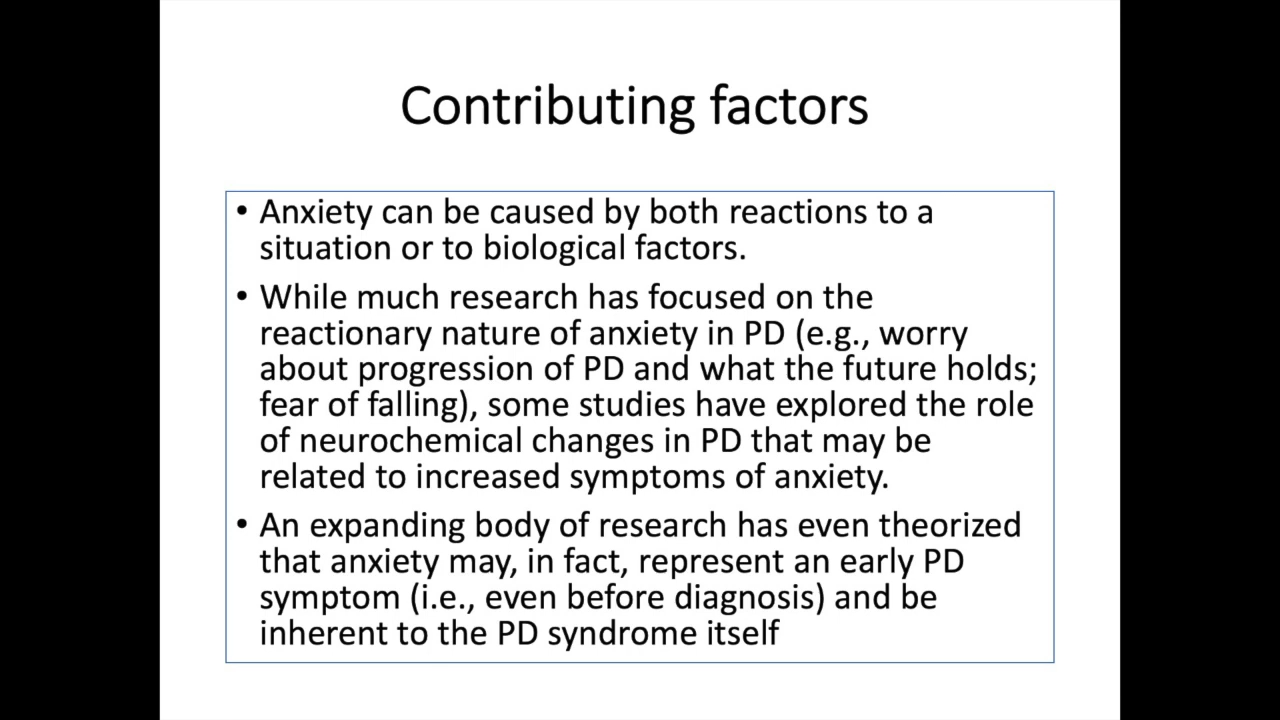 Contributing factors
• Anxiety can be caused by both reactions to a
situation or to biological factors.
• While much research has focused on the
reactionary nature of anxiety in PD (e.g., worry
about progression of PD and what the future holds;
fear of falling), some studies have explored the role
of neurochemical changes in PD that may be
related to increased symptoms of anxiety.
• An expanding body of research has even theorized
that anxiety may, in fact, represent an early PD
symptom (i.e., even before diagnosis) and be
inherent to the PD syndrome itself